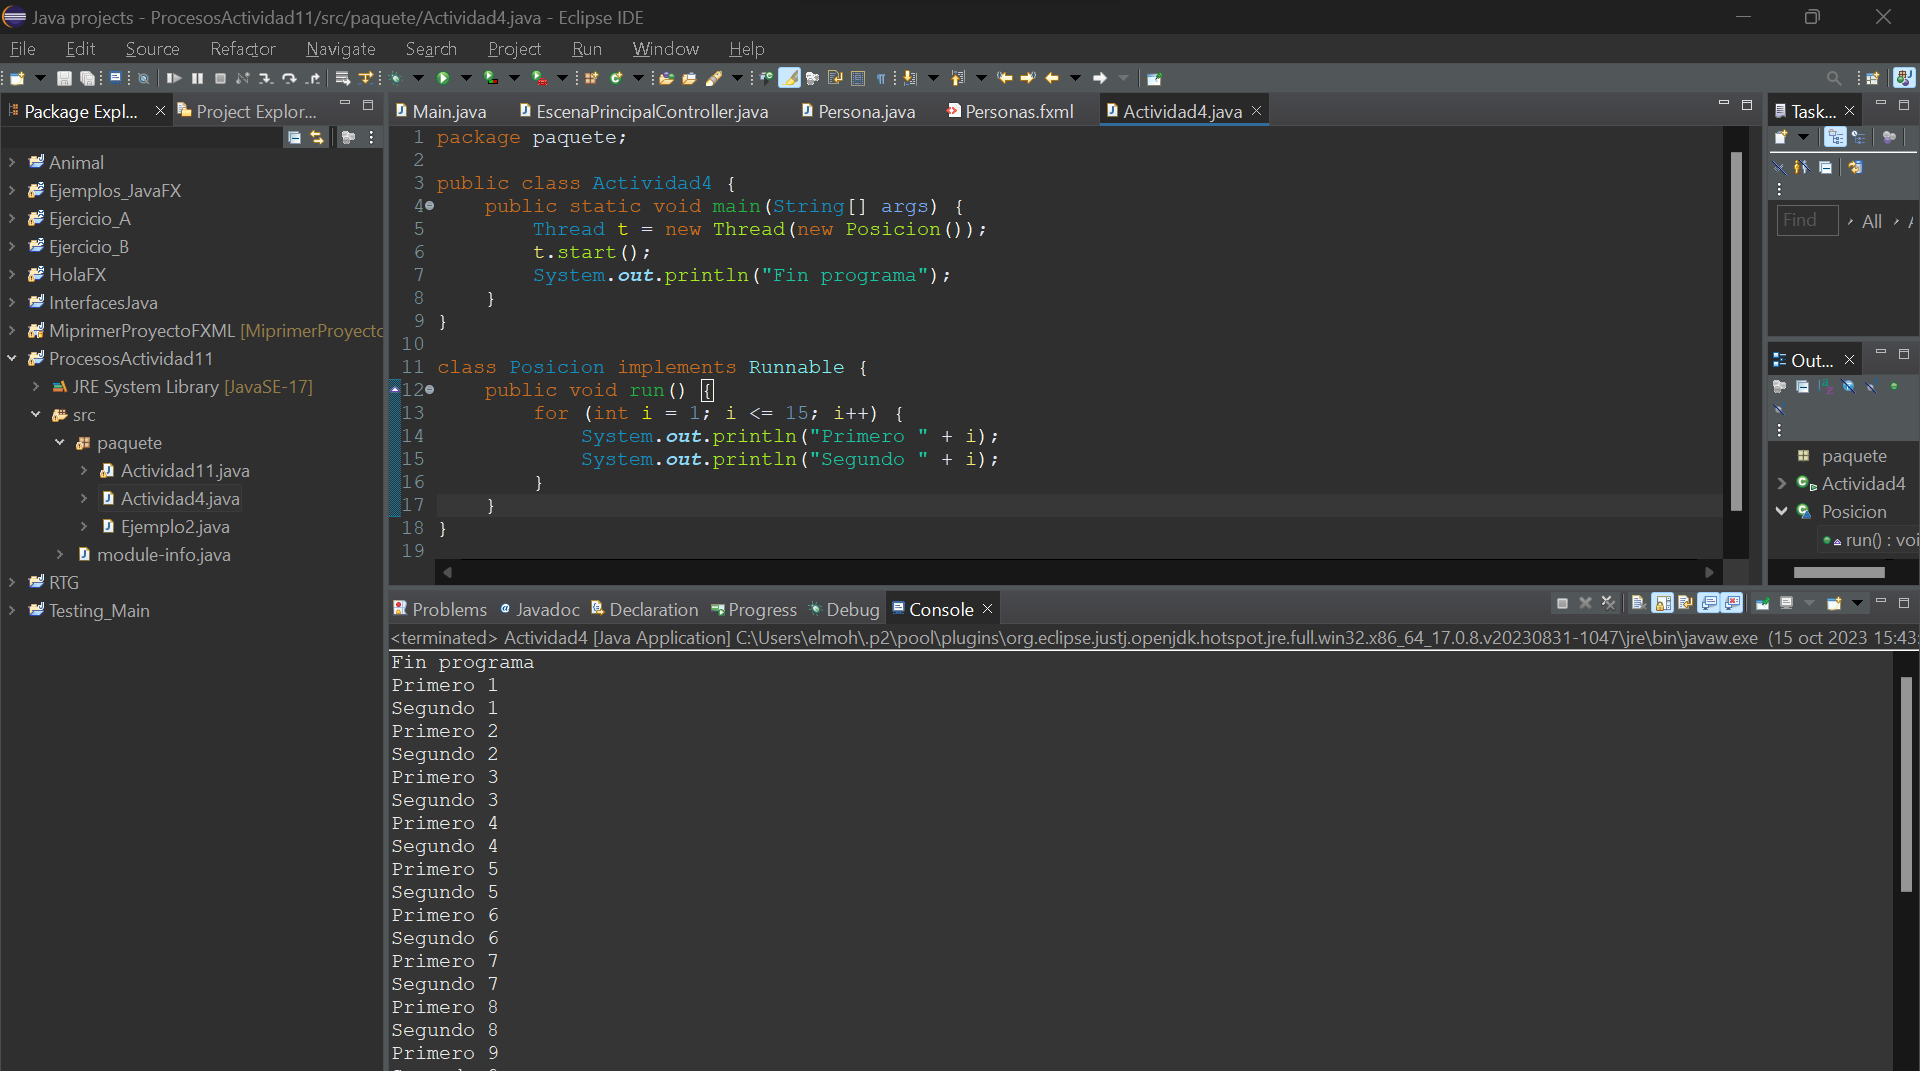 Java projects - ProcesosActividad11/src/paquete/Actividad4.java - Eclipse IDE
File Edit Source Refactor Navigate Search Project Run Window Help
Package Expl...
Project Explor...
Animal
Ejemplos_JavaFX
Ejercicio_A
Ejercicio_B
HolaFX
InterfacesJava
MiprimerProyectoFXML [MiprimerProyecto
ProcesosActividad11
JRE System Library [JavaSE-17]
src
paquete
Actividad11.java
Actividad4.java
Ejemplo2.java
module-info.java
RTG
Testing_Main
Main.java EscenaPrincipalController.java Persona.java Personas.fxml Actividad4.java
1 package paquete;
2
3 public class Actividad4 {
4     public static void main(String[] args) {
5         Thread t = new Thread(new Posicion());
6         t.start();
7         System.out.println("Fin programa");
8     }
9 }
10
11 class Posicion implements Runnable {
12     public void run() {
13         for (int i = 1; i <= 15; i++) {
14             System.out.println("Primero " + i);
15             System.out.println("Segundo " + i);
16         }
17     }
18 }
19
Task...
Find All
Out...
paquete
Actividad4
Posicion
run() : voi
Problems Javadoc Declaration Progress Debug Console
<terminated> Actividad4 [Java Application] C:\Users\elmoh\.p2\pool\plugins\org.eclipse.justj.openjdk.hotspot.jre.full.win32.x86_64_17.0.8.v20230831-1047\jre\bin\javaw.exe (15 oct 2023 15:43:
Fin programa
Primero 1
Segundo 1
Primero 2
Segundo 2
Primero 3
Segundo 3
Primero 4
Segundo 4
Primero 5
Segundo 5
Primero 6
Segundo 6
Primero 7
Segundo 7
Primero 8
Segundo 8
Primero 9